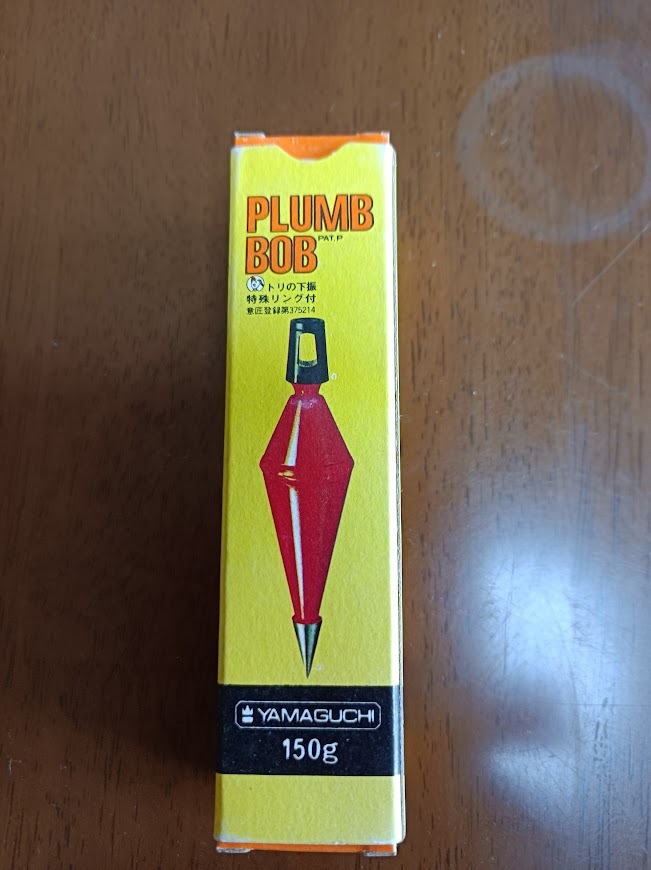 PLUMB
BOB PAT.P
トリの下振
特殊リング付
意匠登録第375214
YAMAGUCHI
150g